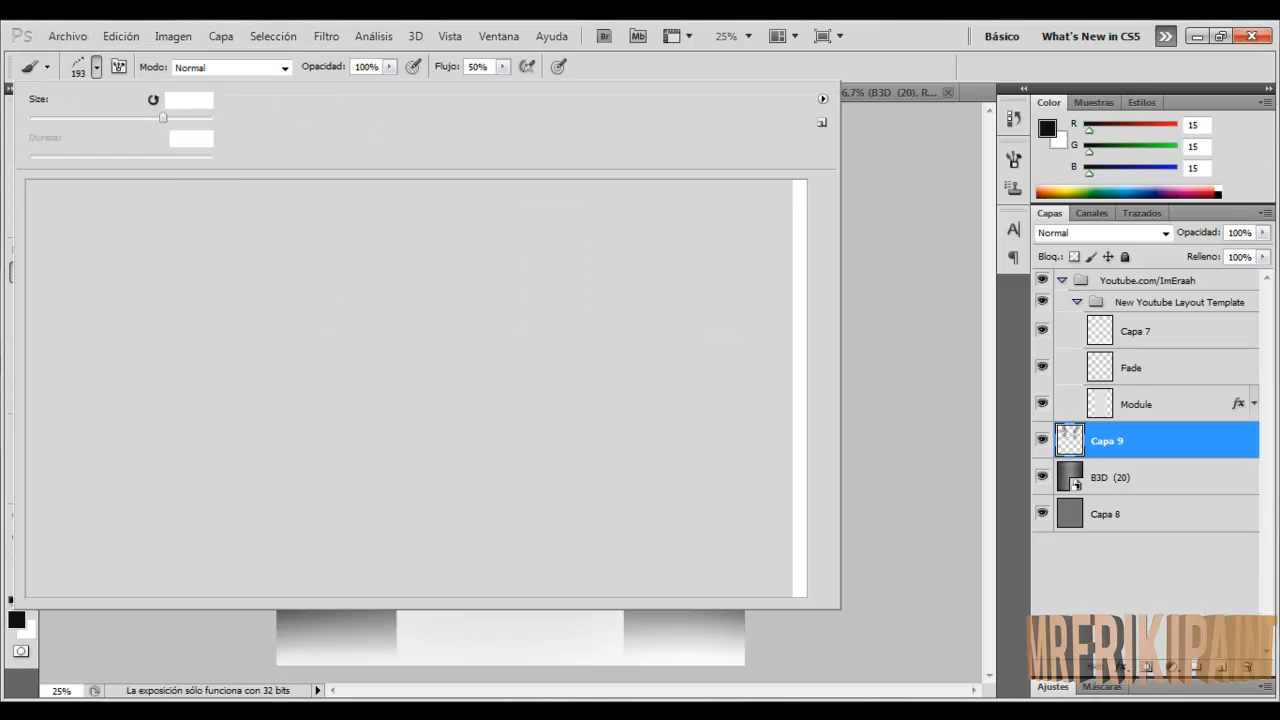 Ps Archivo Edición Imagen Capa Selección Filtro Análisis 3D Vista Ventana Ayuda Br Mb 25% Básico What's New in CS5
193 Modo: Normal Opacidad: 100% Flujo: 50%
Size:
Dureza:
6,7% (B3D (20), R...
Color Muestras Estilos
R 15
G 15
B 15
Capas Canales Trazados
Normal Opacidad: 100%
Bloq.: Relleno: 100%
Youtube.com/ImEraah
New Youtube Layout Template
Capa 7
Fade
Module fx
Capa 9
B3D (20)
Capa 8
MRERIKIPAWE
Ajustes Máscaras
25% La exposición sólo funciona con 32 bits